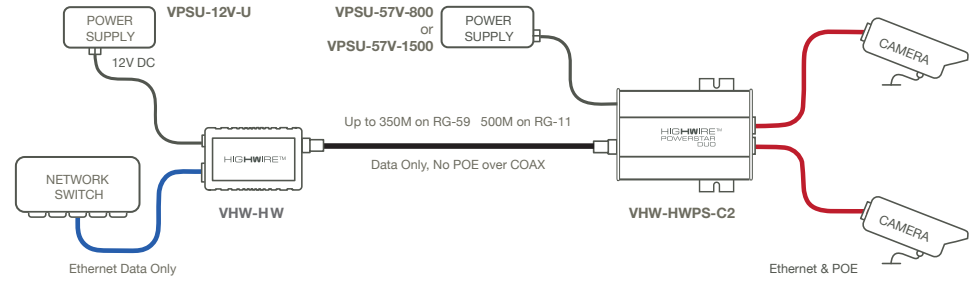 POWER
SUPPLY
VPSU-12V-U
12V DC
VPSU-57V-800
or
VPSU-57V-1500
POWER
SUPPLY
CAMERA
Up to 350M on RG-59 500M on RG-11
HIGHWIRE™
HIGHWIRE™
POWERSTAR
DUO
Data Only, No POE over COAX
NETWORK
SWITCH
VHW-HW
VHW-HWPS-C2
CAMERA
Ethernet Data Only
Ethernet & POE